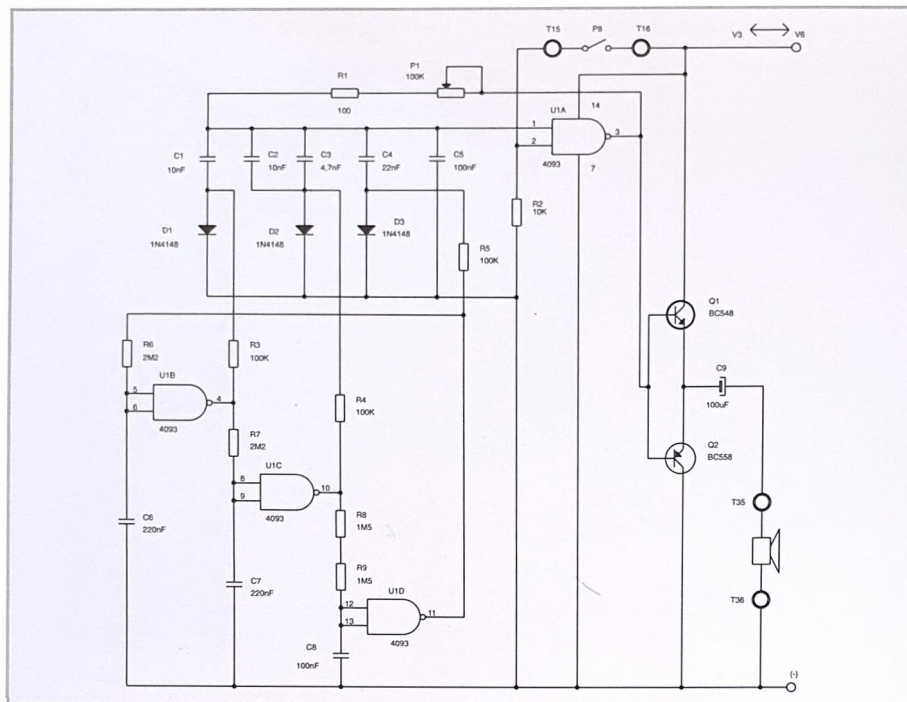 T15 P9 T16 V3 V6
P1
100K
R1
100
14
U1A
1
2
3
4093
7
C1
10nF
C2
10nF
C3
4,7nF
C4
22nF
C5
100nF
R2
10K
D1
1N4148
D2
1N4148
D3
1N4148
R5
100K
Q1
BC548
R6
2M2
R3
100K
U1B
5
6
4
4093
C9
100uF
R4
100K
R7
2M2
Q2
BC558
U1C
8
9
10
4093
C6
220nF
R8
1M5
T35
C7
220nF
R9
1M5
U1D
12
13
11
4093
T36
C8
100nF
(-)